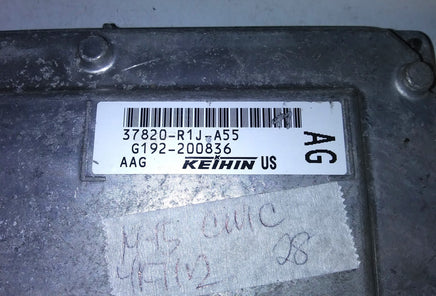 37820-R1J-A55
G192-200836
AAG KEIHIN US
AG
CIVIC
28